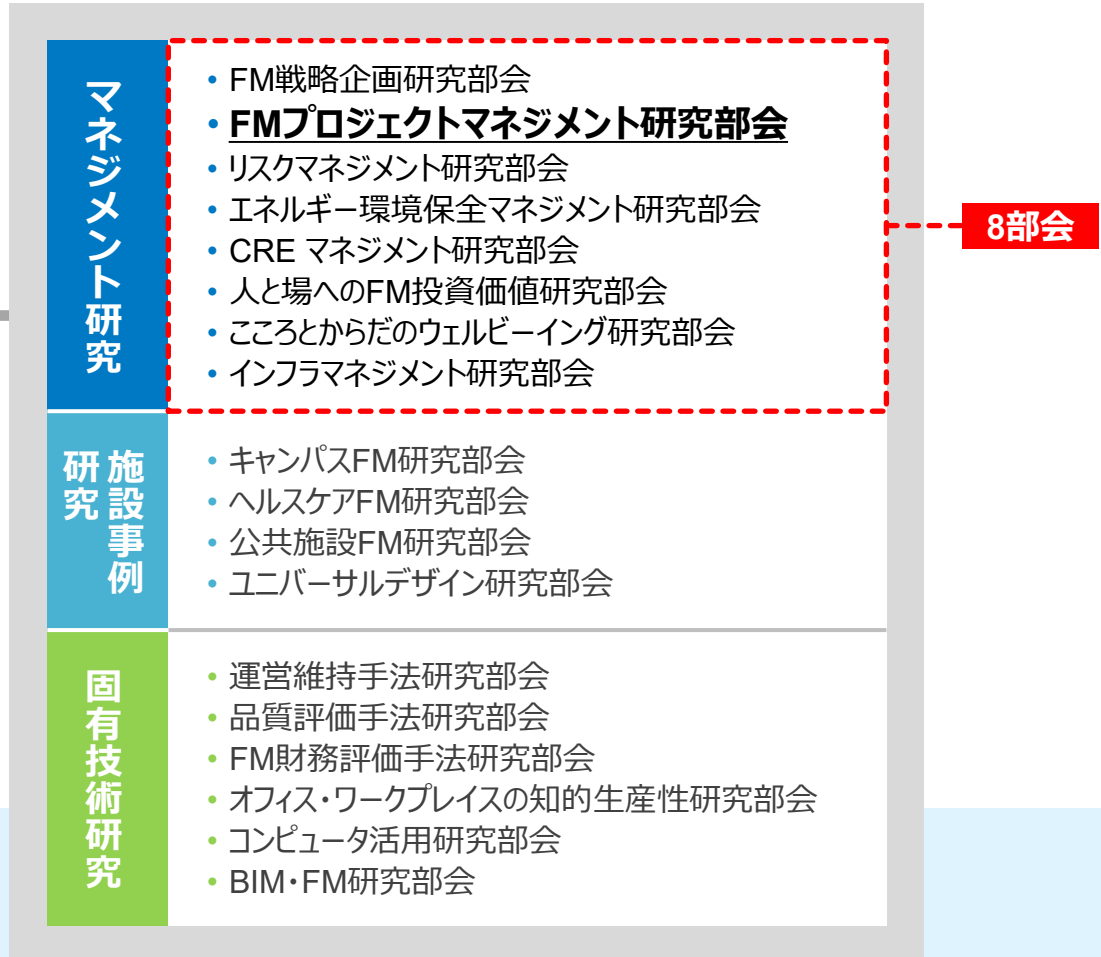 マネジメント研究
• FM戦略企画研究部会
• FMプロジェクトマネジメント研究部会
• リスクマネジメント研究部会
• エネルギー環境保全マネジメント研究部会
• CRE マネジメント研究部会
• 人と場へのFM投資価値研究部会
• こころとからだのウェルビーイング研究部会
• インフラマネジメント研究部会
8部会
施設事例
研究
• キャンパスFM研究部会
• ヘルスケアFM研究部会
• 公共施設FM研究部会
• ユニバーサルデザイン研究部会
固有技術研究
• 運営維持手法研究部会
• 品質評価手法研究部会
• FM財務評価手法研究部会
• オフィス・ワークプレイスの知的生産性研究部会
• コンピュータ活用研究部会
• BIM・FM研究部会